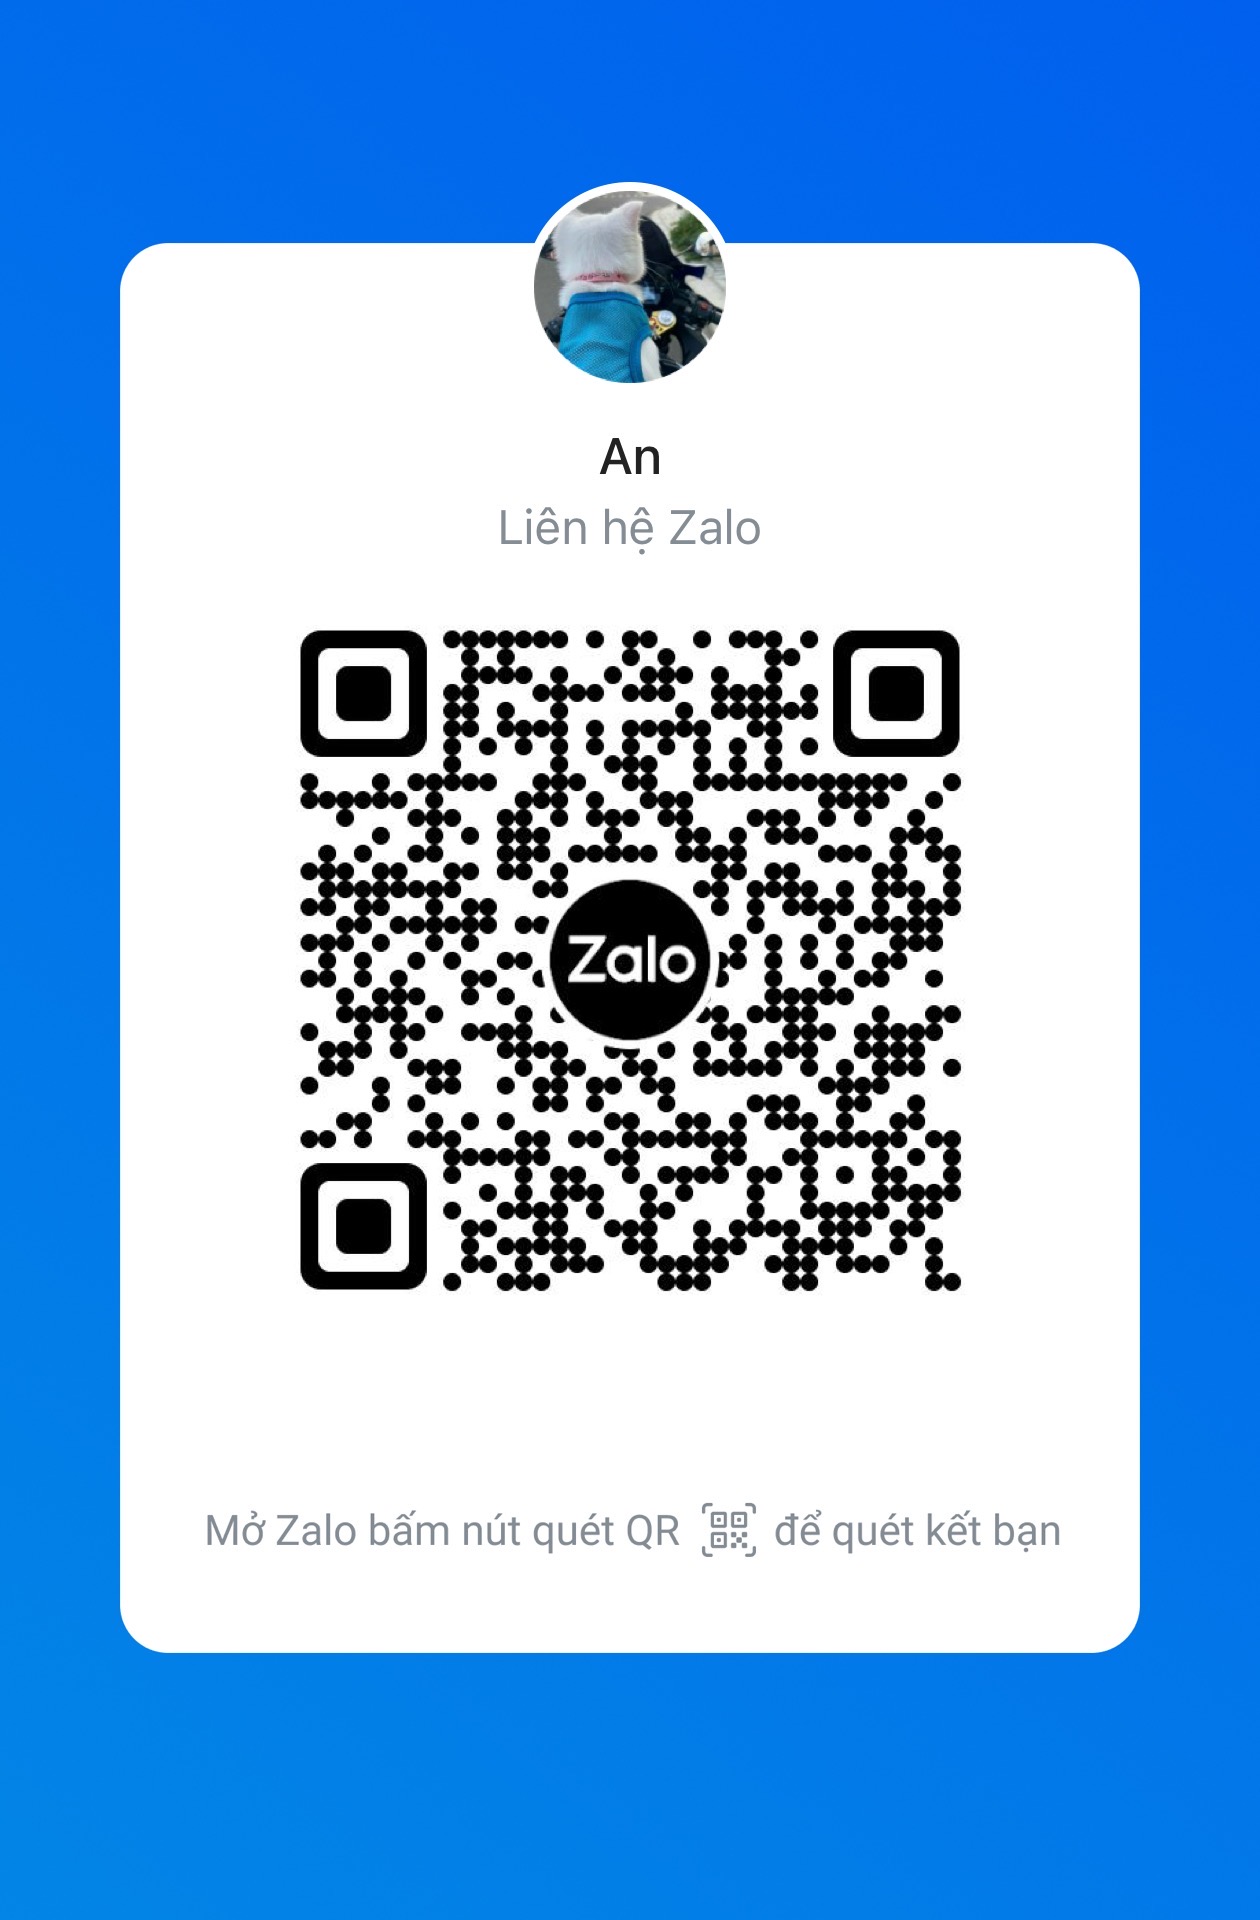 An
Liên hệ Zalo
Zalo
Mở Zalo bấm nút quét QR để quét kết bạn